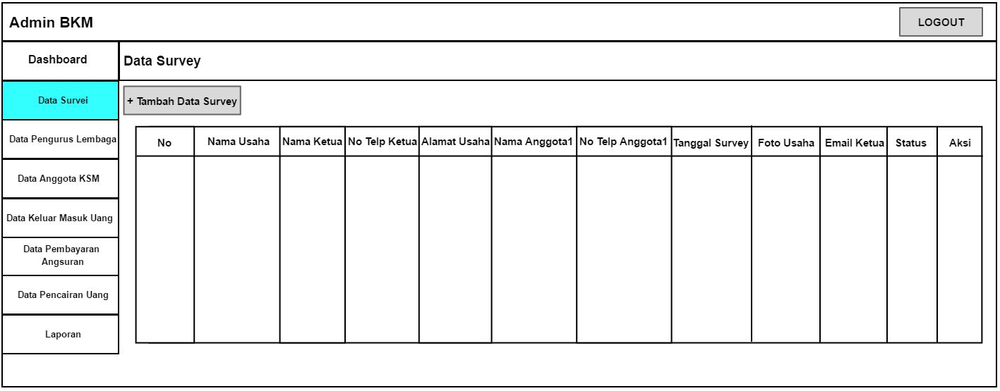 Admin BKM
LOGOUT
Dashboard
Data Survey
Data Survei
+ Tambah Data Survey
Data Pengurus Lembaga
No Nama Usaha Nama Ketua No Telp Ketua Alamat Usaha Nama Anggota1 No Telp Anggota1 Tanggal Survey Foto Usaha Email Ketua Status Aksi
Data Anggota KSM
Data Keluar Masuk Uang
Data Pembayaran
Angsuran
Data Pencairan Uang
Laporan